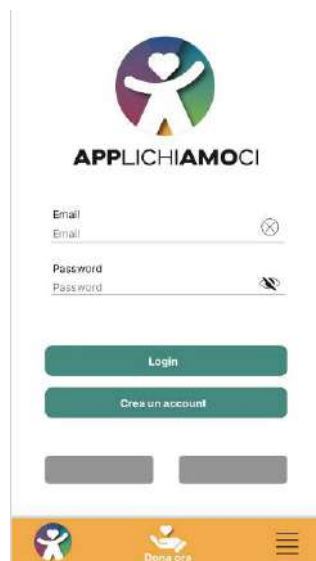 APPLICHIAMOCI
Email
Email
Password
Password
Login
Crea un account
Dona ora